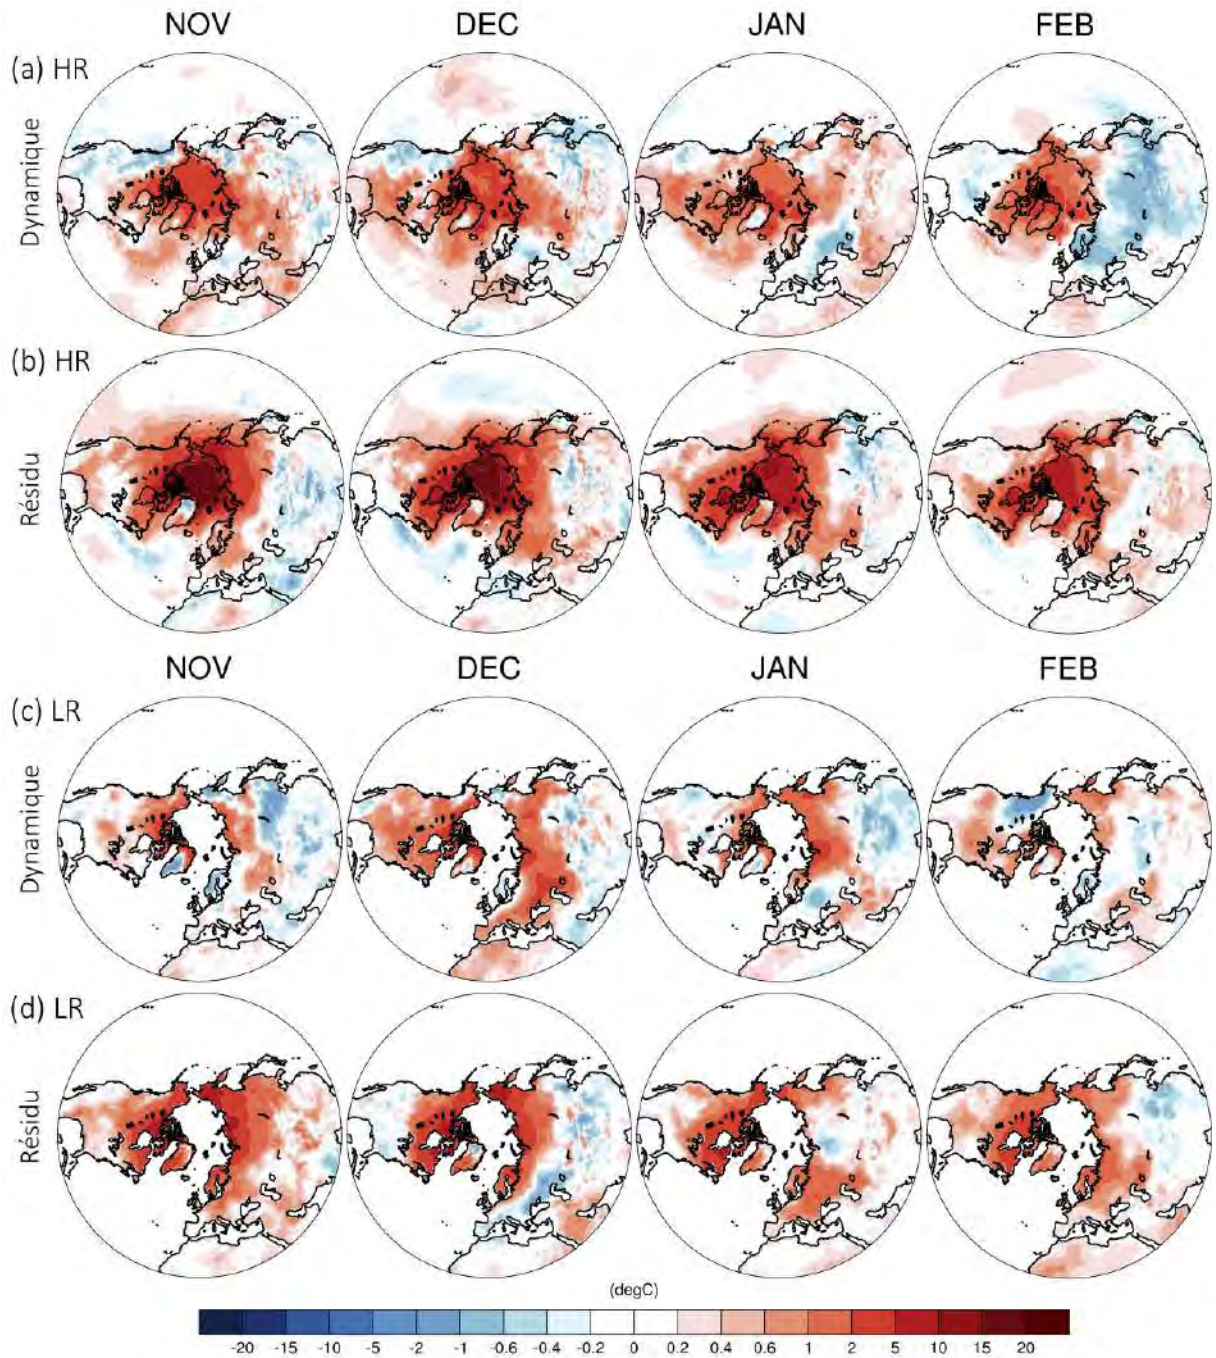 NOV DEC JAN FEB
(a) HR
Dynamique
(b) HR
Résidu
NOV DEC JAN FEB
(c) LR
Dynamique
(d) LR
Résidu
(degC)
-20 -15 -10 -5 -2 -1 -0.6 -0.4 -0.2 0 0.2 0.4 0.6 1 2 5 10 15 20